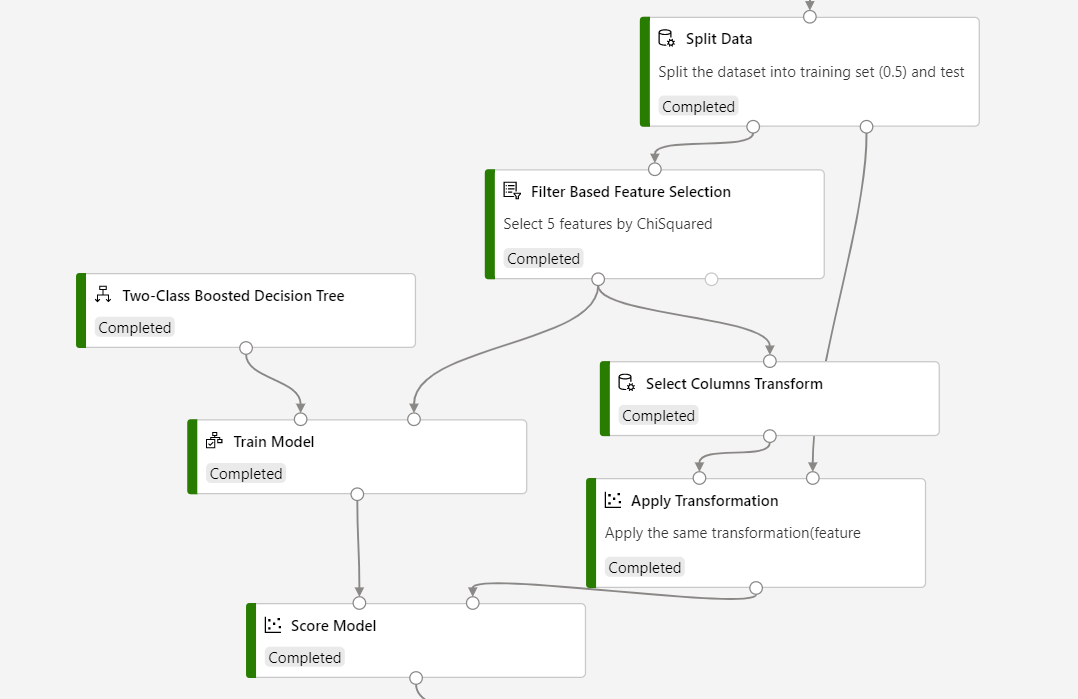 Split Data
Split the dataset into training set (0.5) and test
Completed
Filter Based Feature Selection
Select 5 features by ChiSquared
Completed
Two-Class Boosted Decision Tree
Completed
Select Columns Transform
Completed
Train Model
Completed
Apply Transformation
Apply the same transformation(feature
Completed
Score Model
Completed